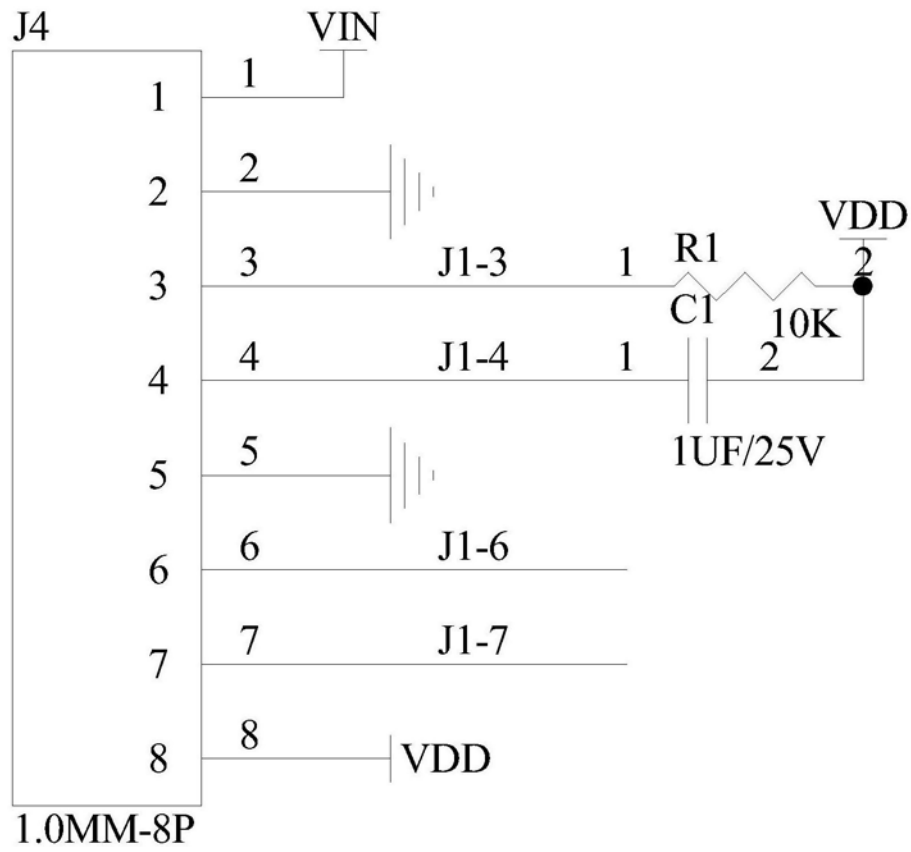 J4 VIN
1 1
2 2
VDD
3 3 J1-3 1 R1 2
C1 10K
4 4 J1-4 1 2
1UF/25V
5 5
6 6 J1-6
7 7 J1-7
8 8 VDD
1.0MM-8P